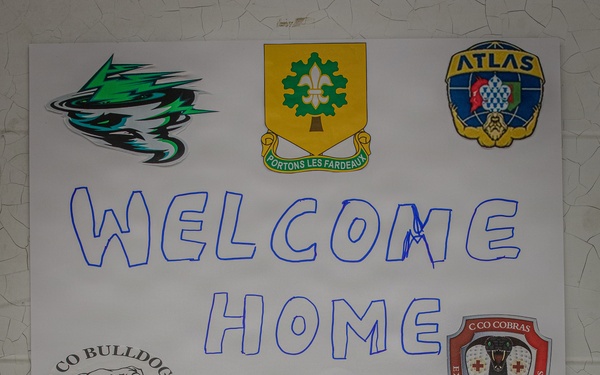 ATLAS
PORTONS LES FARDEAUX
WELCOME
HOME
CO BULLDOG
C CO COBRAS